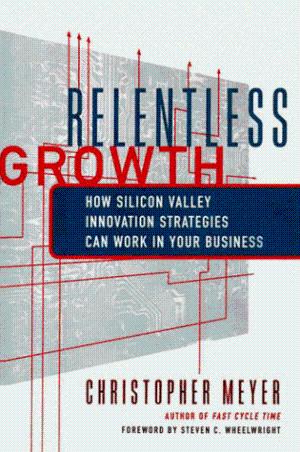 RELENTLESS
GROWTH
HOW SILICON VALLEY
INNOVATION STRATEGIES
CAN WORK IN YOUR BUSINESS
CHRISTOPHER MEYER
AUTHOR OF FAST CYCLE TIME
FOREWORD BY STEVEN C. WHEELWRIGHT